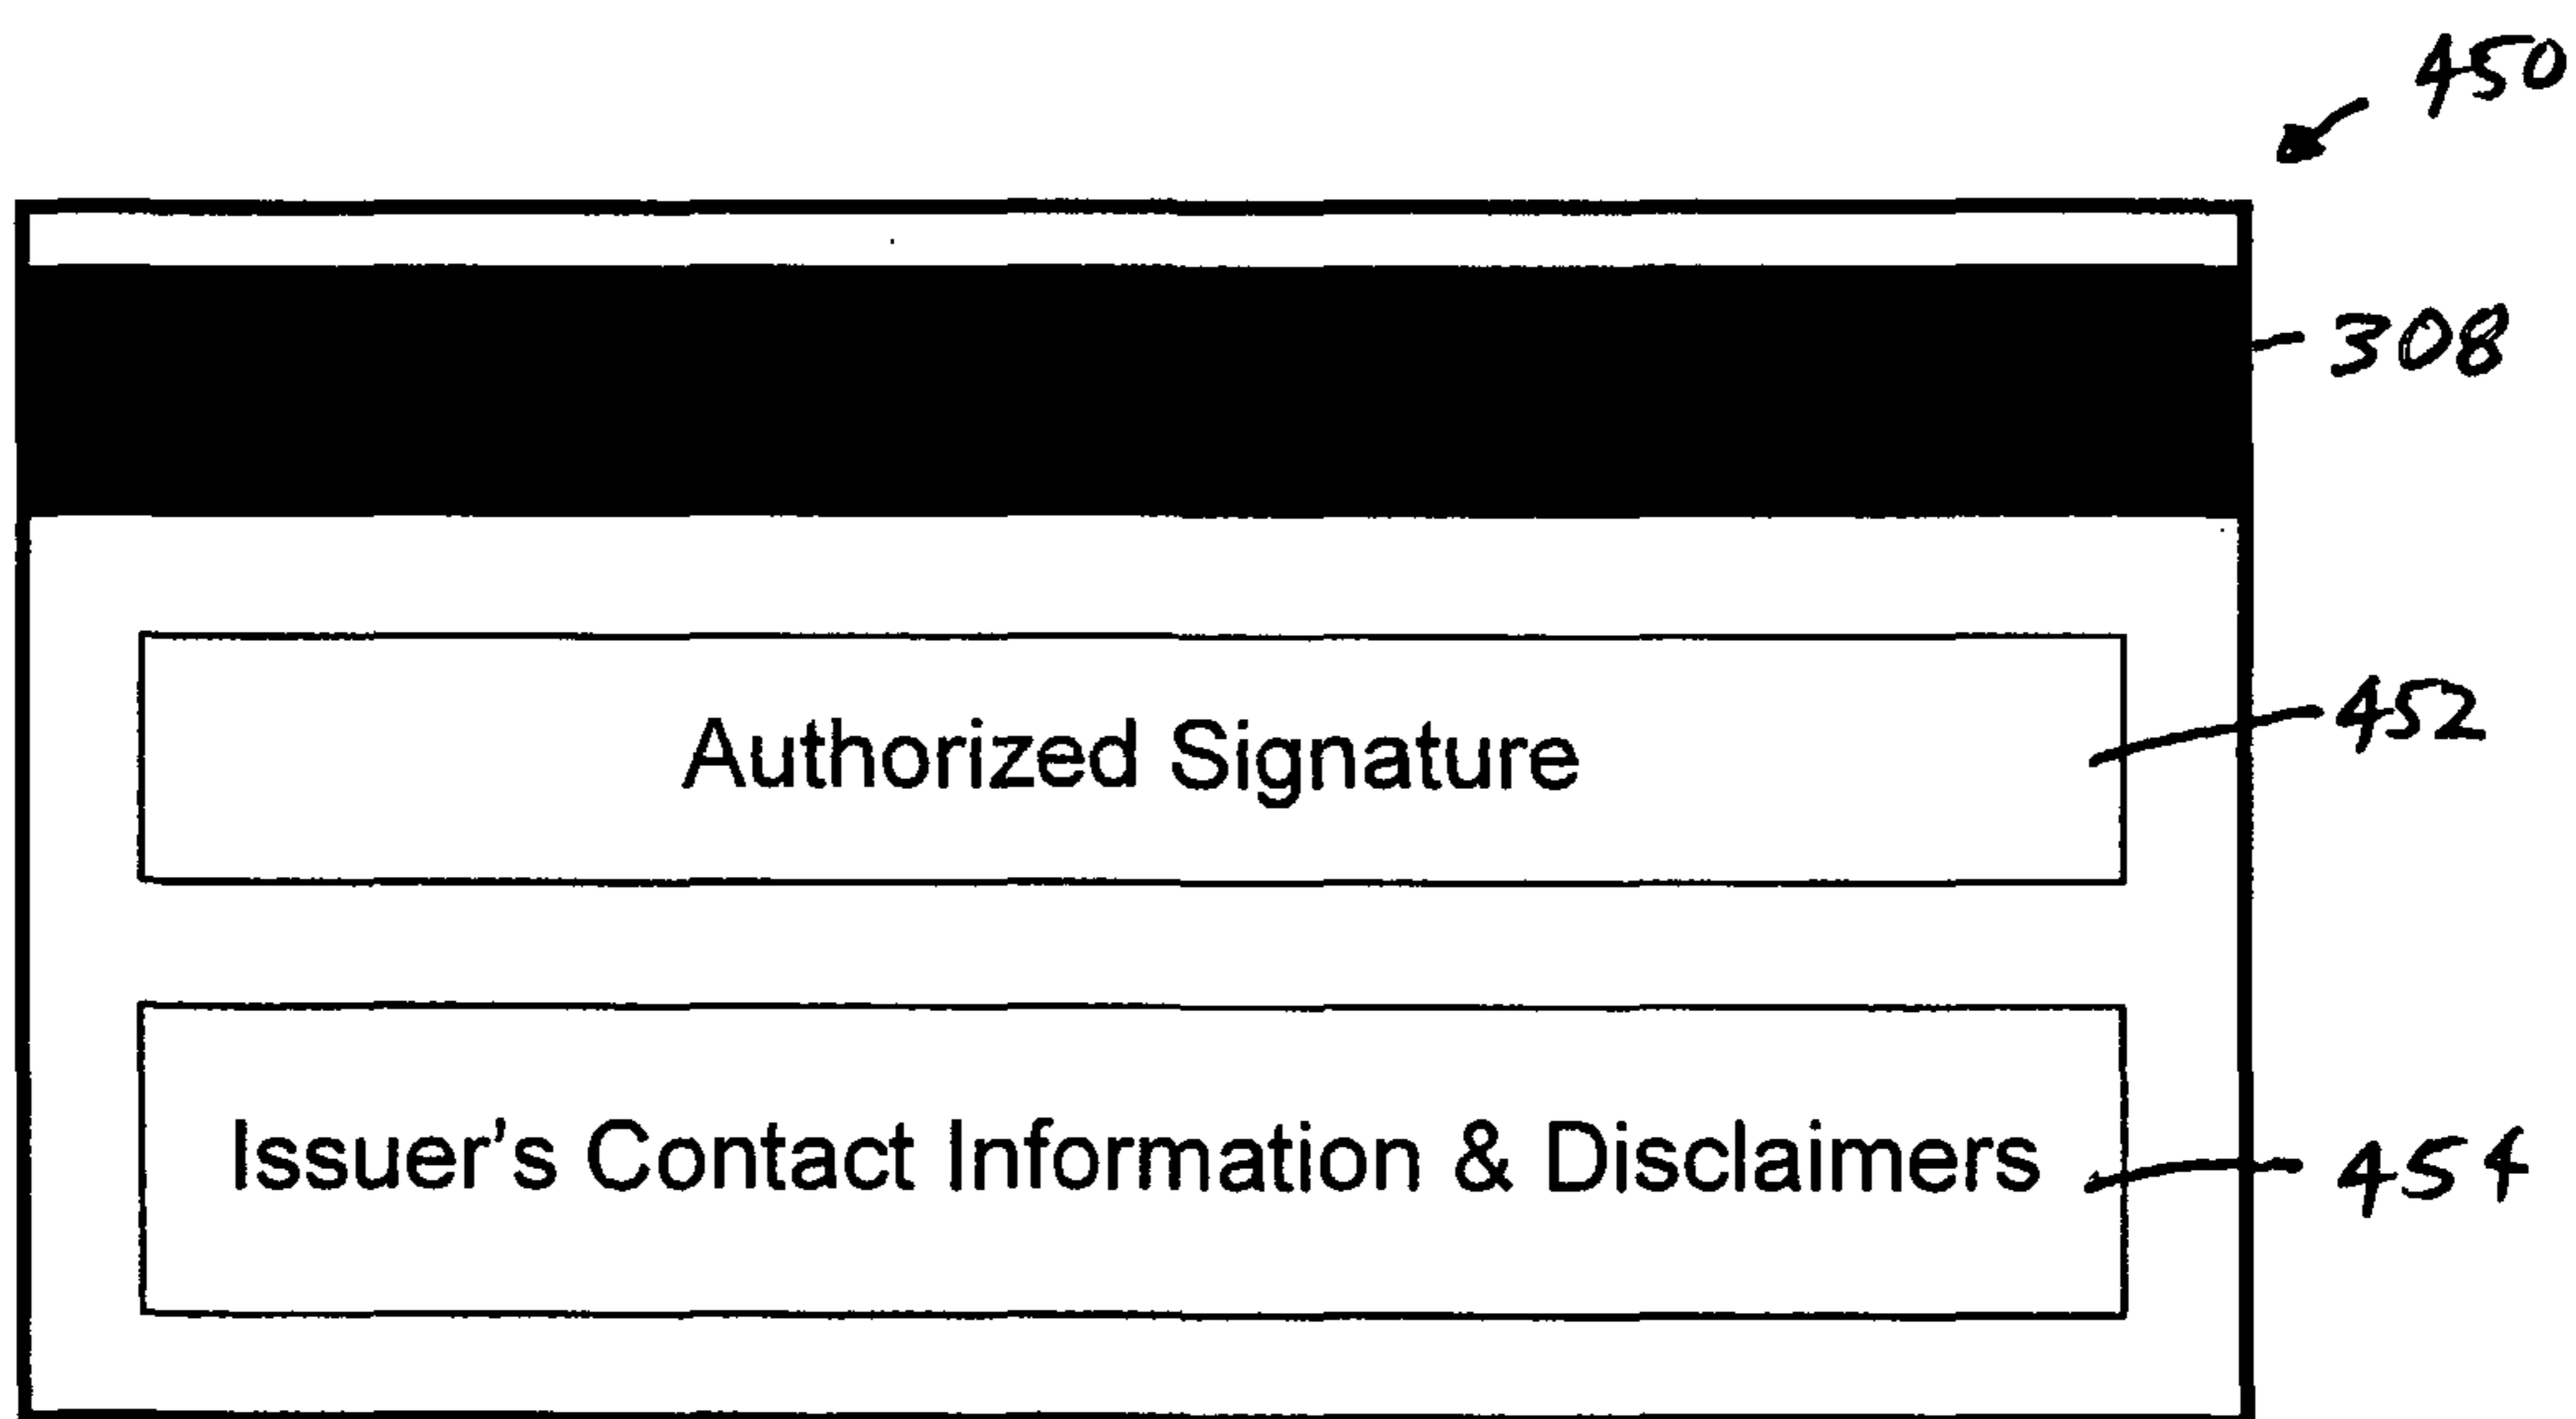 450
308
Authorized Signature
452
Issuer's Contact Information & Disclaimers
454